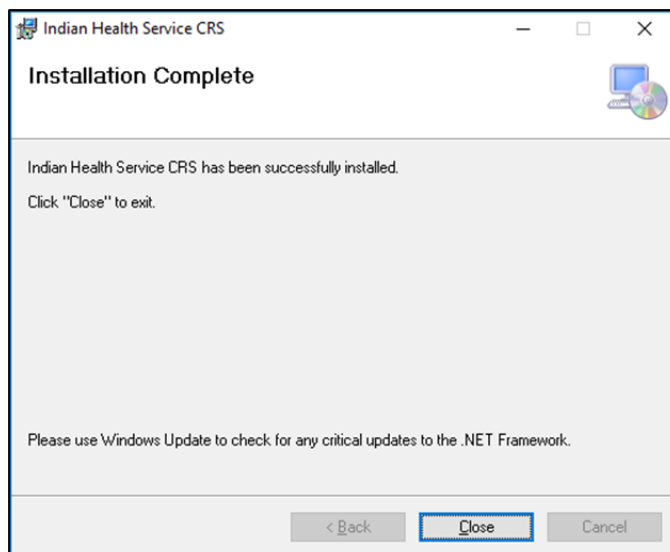 Indian Health Service CRS
Installation Complete
Indian Health Service CRS has been successfully installed.
Click "Close" to exit.
Please use Windows Update to check for any critical updates to the .NET Framework.
< Back Close Cancel